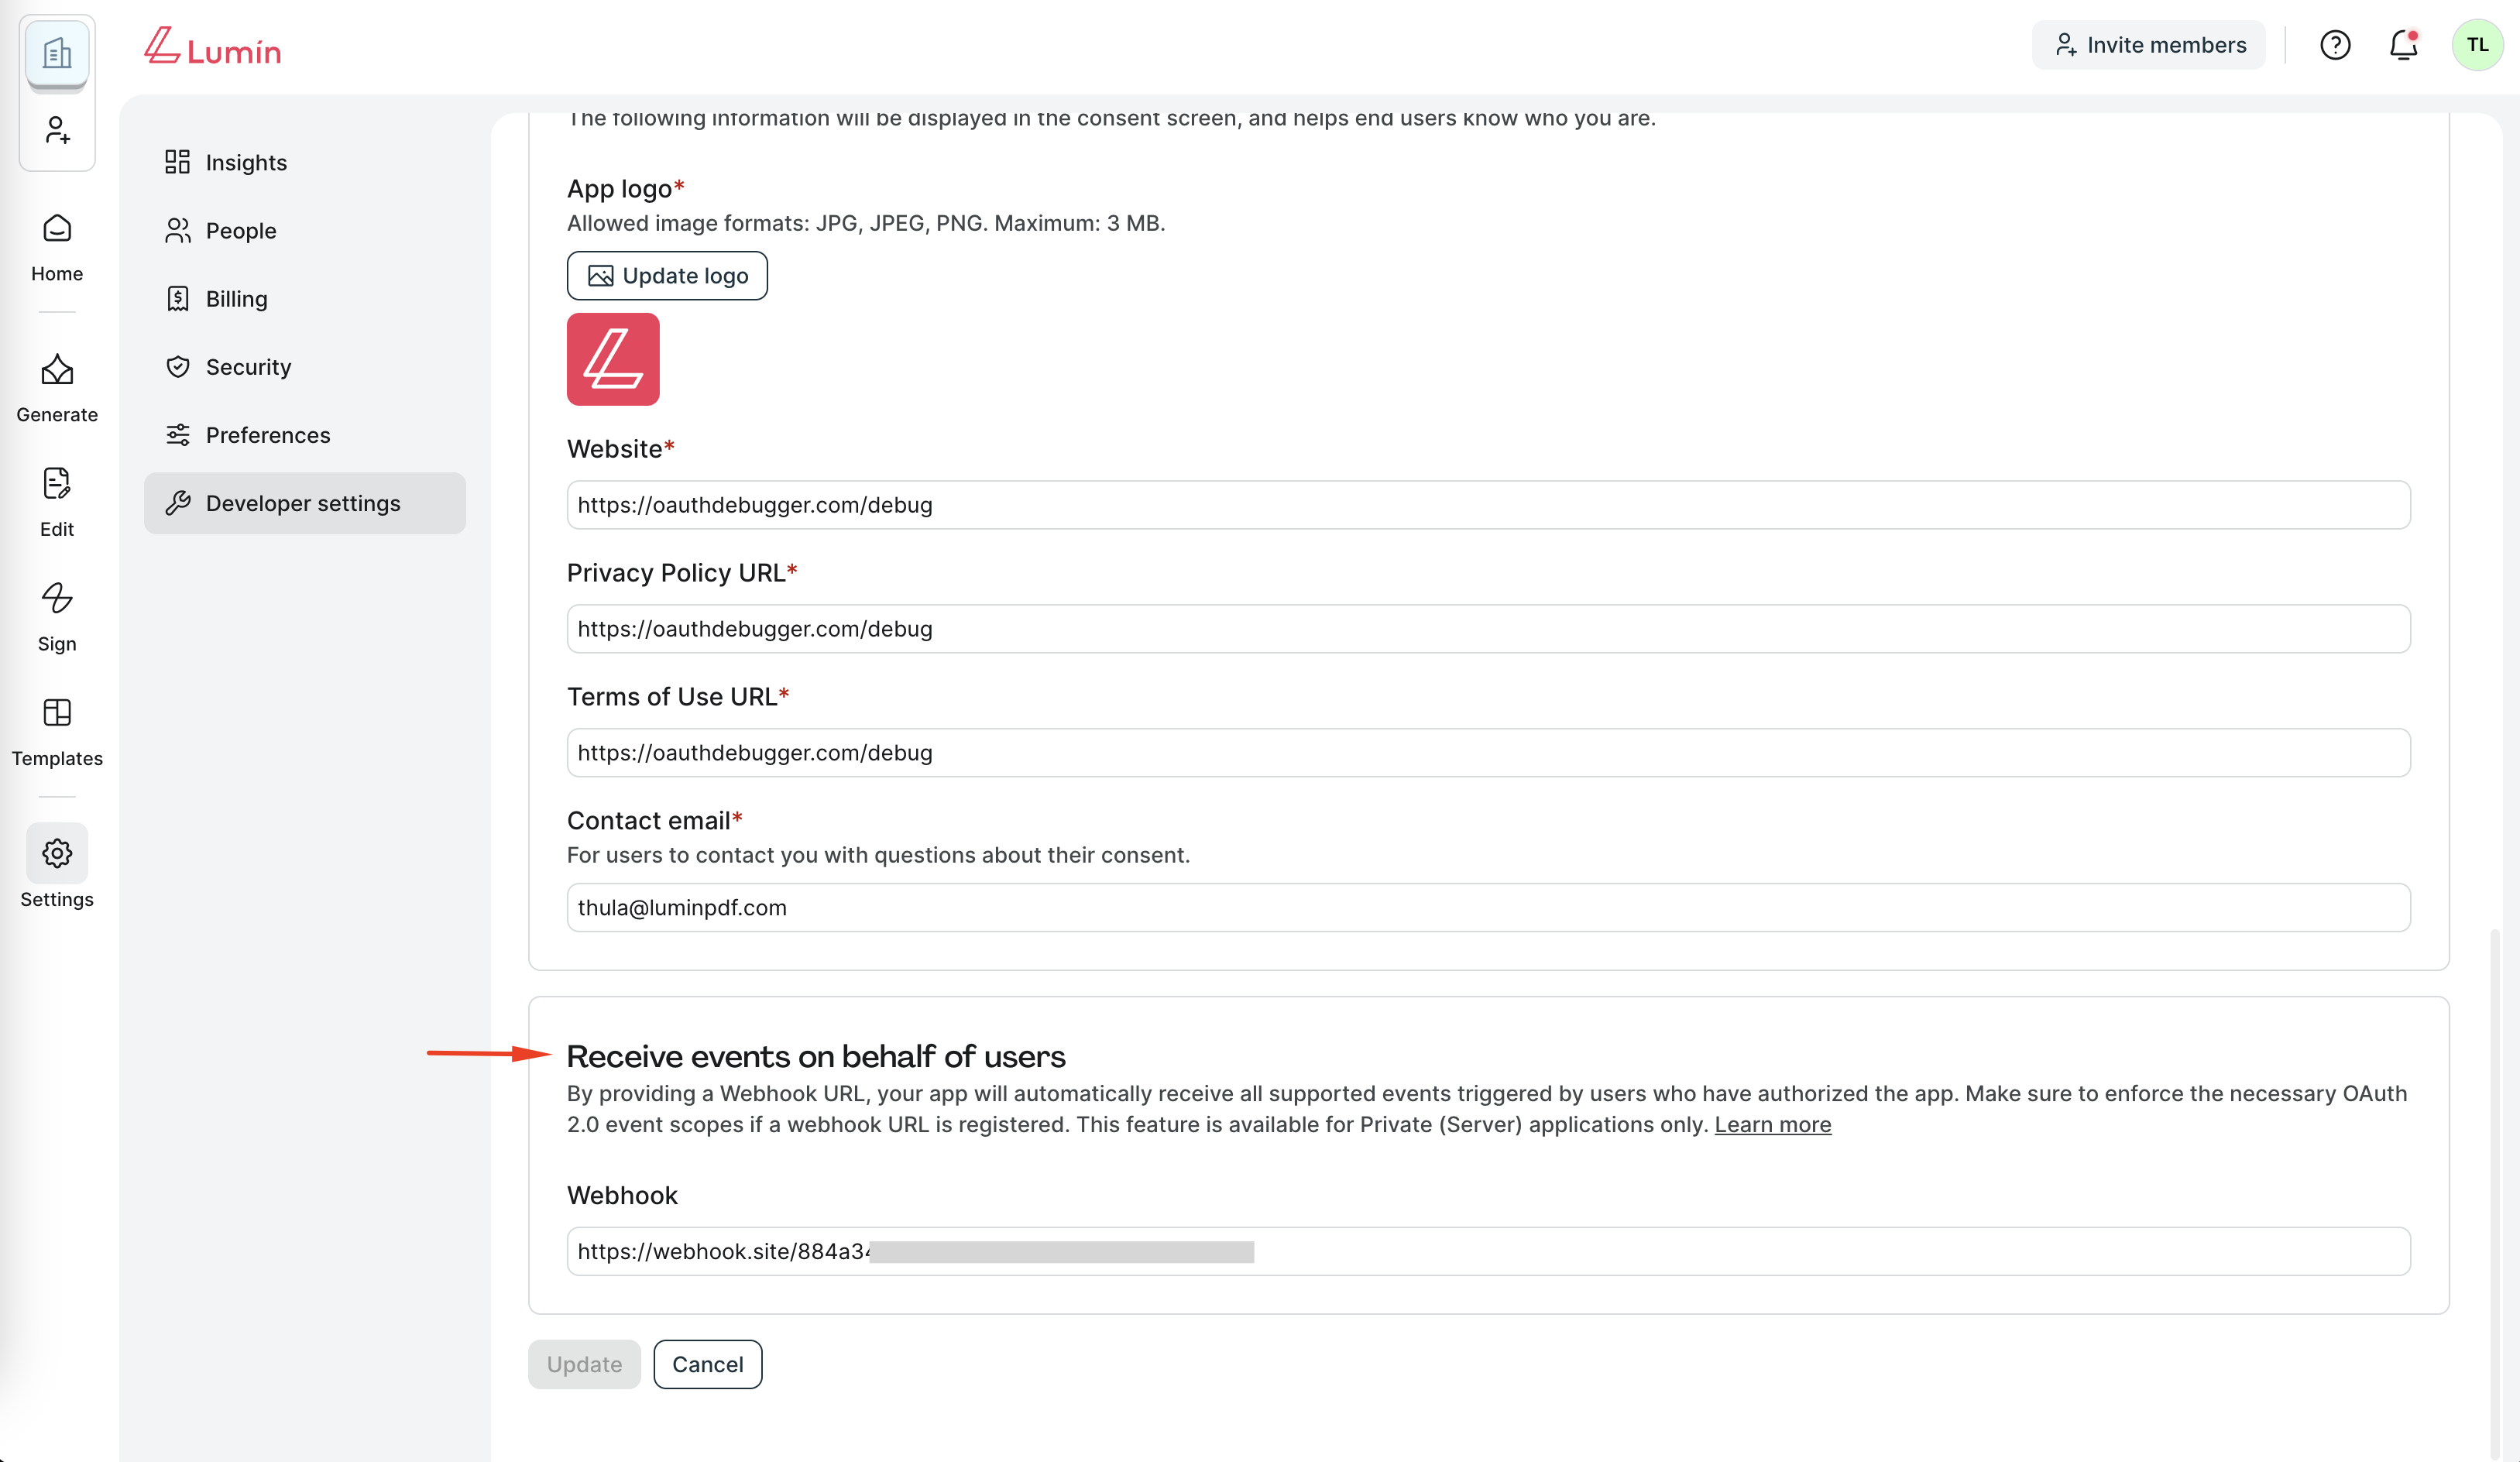 Lumin
Invite members
TL
Home
Generate
Edit
Sign
Templates
Settings
Insights
People
Billing
Security
Preferences
Developer settings
The following information will be displayed in the consent screen, and helps end users know who you are.
App logo*
Allowed image formats: JPG, JPEG, PNG. Maximum: 3 MB.
Update logo
Website*
https://oauthdebugger.com/debug
Privacy Policy URL*
https://oauthdebugger.com/debug
Terms of Use URL*
https://oauthdebugger.com/debug
Contact email*
For users to contact you with questions about their consent.
thula@luminpdf.com
Receive events on behalf of users
By providing a Webhook URL, your app will automatically receive all supported events triggered by users who have authorized the app. Make sure to enforce the necessary OAuth
2.0 event scopes if a webhook URL is registered. This feature is available for Private (Server) applications only. Learn more
Webhook
https://webhook.site/884a34
Update
Cancel